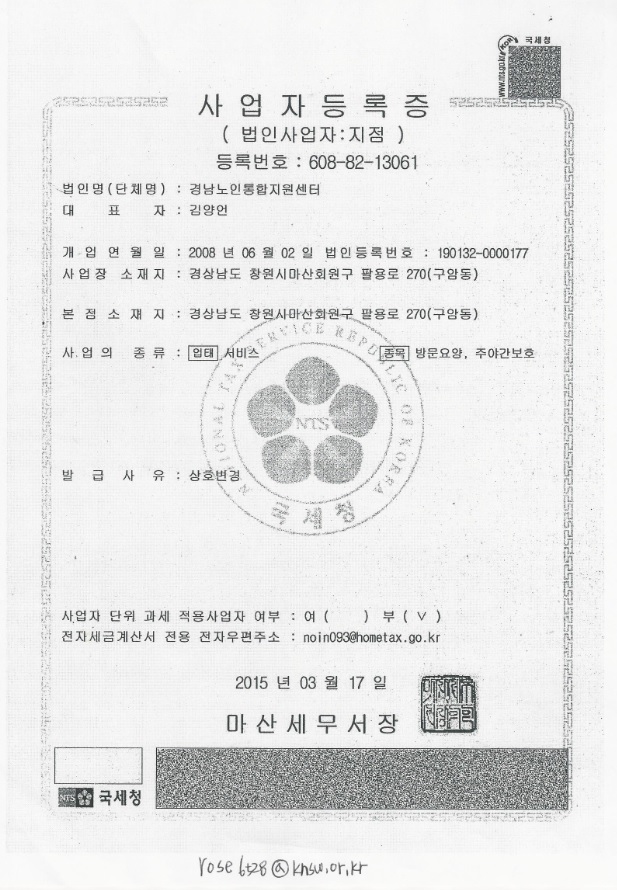 국세청
www.nts.go.kr
사업자등록증
( 법인사업자:지점 )
등록번호 : 608-82-13061
법인명(단체명) : 경남노인통합지원센터
대 표 자 : 김양언
개 업 연 월 일 : 2008 년 06 월 02 일 법인등록번호 : 190132-0000177
사업장 소재지 : 경상남도 창원시마산회원구 팔용로 270(구암동)
본 점 소 재 지 : 경상남도 창원시마산회원구 팔용로 270(구암동)
사 업 의 종 류 : 업태 서비스 종목 방문요양, 주야간보호
NATIONAL TAX SERVICE REPUBLIC OF KOREA
NTS
국세청
발 급 사 유 : 상호변경
사업자 단위 과세 적용사업자 여부 : 여 ( ) 부 ( ∨ )
전자세금계산서 전용 전자우편주소 : noin093@hometax.go.kr
2015 년 03 월 17 일
마산세무서장
NTS 국세청
@knsw.or.kr